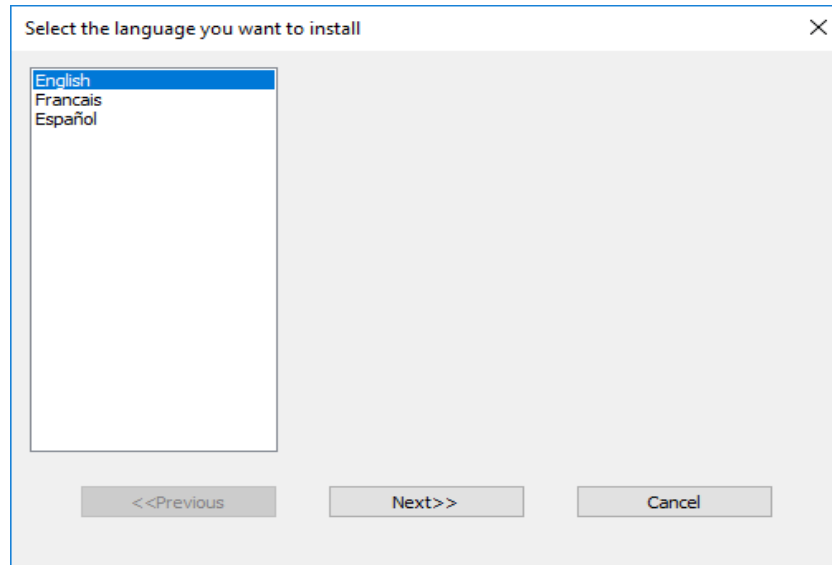 Select the language you want to install
English
Francais
Español
<<Previous
Next>>
Cancel